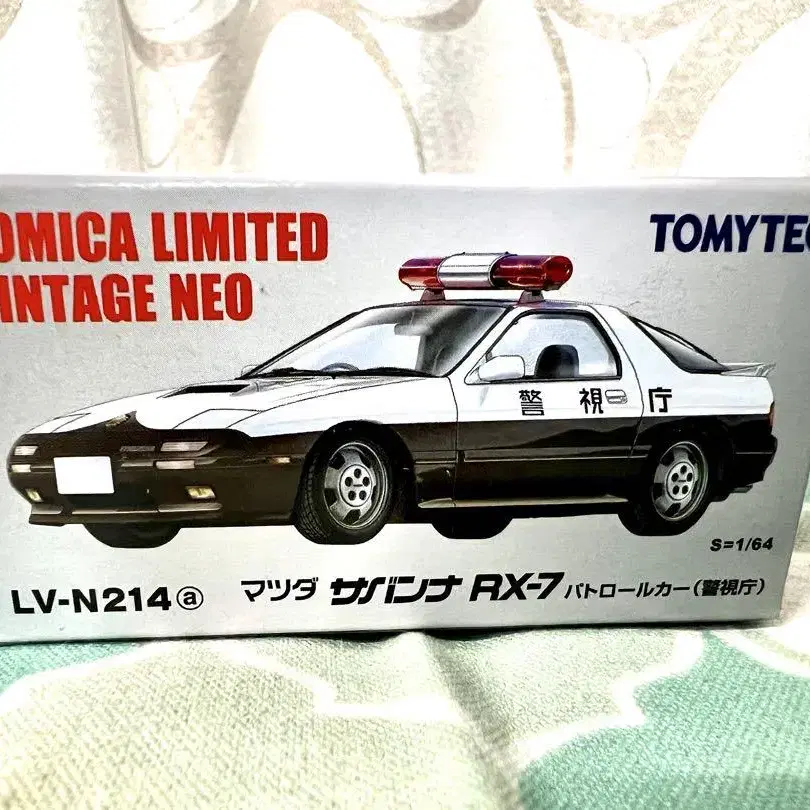 OMICA LIMITED
INTAGE NEO
TOMYTEC
警視庁
S=1/64
LV-N214ⓐ マツダ サバンナ RX-7 パトロールカー(警視庁)